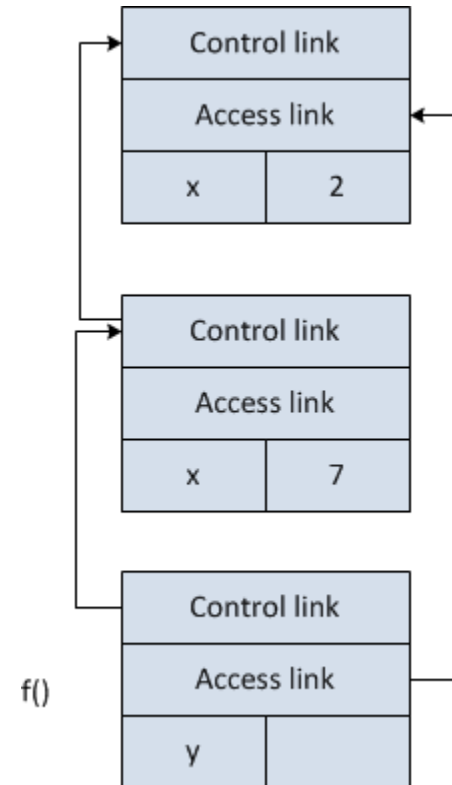 Control link
Access link
x 2
Control link
Access link
x 7
Control link
f() Access link
y